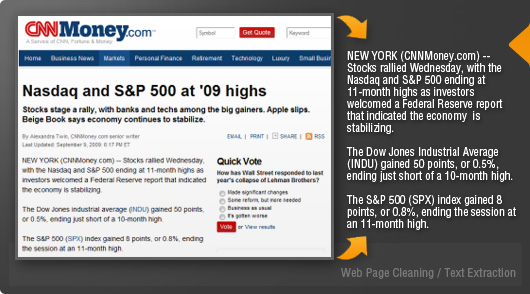 CNNMoney.com
A Service of CNN, Fortune & Money
Symbol
Get Quote
Keyword
Home Business News Markets Personal Finance Retirement Technology Luxury Small Busi
Nasdaq and S&P 500 at '09 highs
Stocks stage a rally, with banks and techs among the big gainers. Apple slips.
Beige Book says economy continues to stabilize.
By Alexandra Twin, CNNMoney.com senior writer
Last Updated: September 9, 2009: 6:17 PM ET
EMAIL | PRINT | SHARE | RSS
NEW YORK (CNNMoney.com) -- Stocks rallied Wednesday,
with the Nasdaq and S&P 500 ending at 11-month highs as
investors welcomed a Federal Reserve report that indicated
the economy is stabilizing.
The Dow Jones industrial average (INDU) gained 50 points,
or 0.5%, ending just short of a 10-month high.
The S&P 500 (SPX) index gained 8 points, or 0.8%, ending
the session at an 11-month high.
Quick Vote
How has Wall Street responded to last
year's collapse of Lehman Brothers?
Made significant changes
Some reform, but more needed
Business as usual
It's gotten worse
Vote or View results
NEW YORK (CNNMoney.com) --
Stocks rallied Wednesday, with the
Nasdaq and S&P 500 ending at
11-month highs as investors
welcomed a Federal Reserve report
that indicated the economy is
stabilizing.
The Dow Jones Industrial Average
(INDU) gained 50 points, or 0.5%,
ending just short of a 10-month high.
The S&P 500 (SPX) index gained 8
points, or 0.8%, ending the session at
an 11-month high.
Web Page Cleaning / Text Extraction